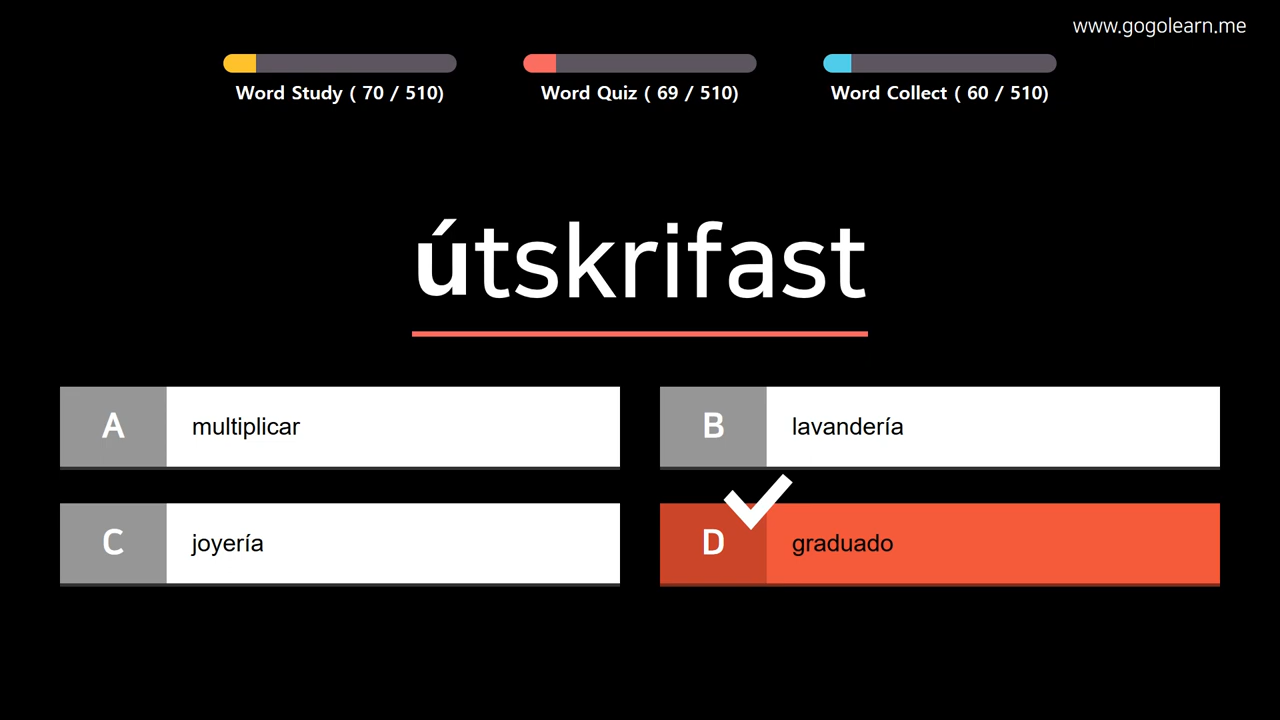 www.gogolearn.me
Word Study ( 70 / 510)
Word Quiz ( 69 / 510)
Word Collect ( 60 / 510)
útskrifast
A multiplicar
B lavandería
C joyería
D graduado